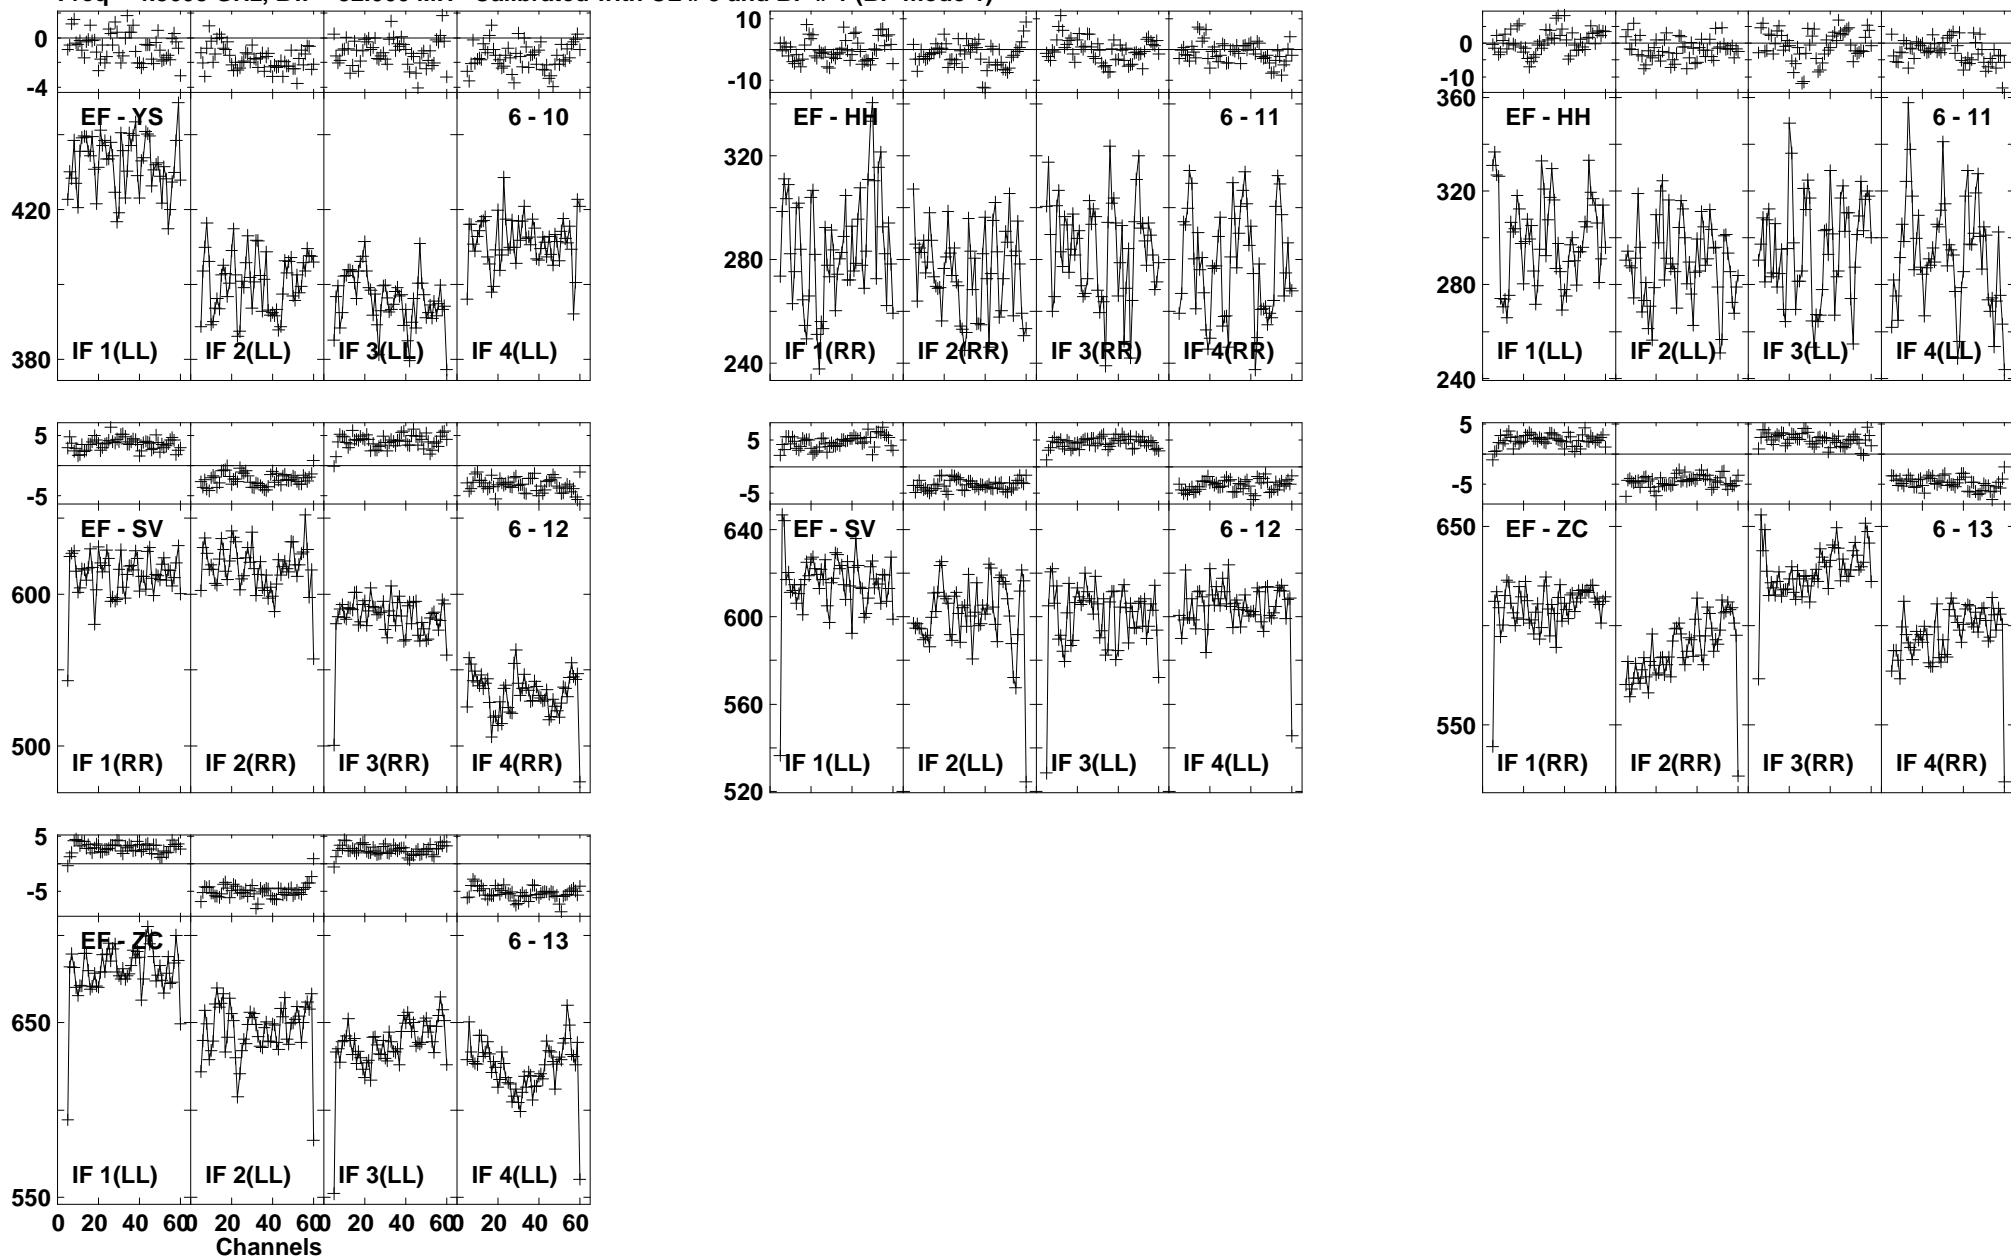 0
-4
EF - YS
6 - 10
420
380
IF 1(LL) IF 2(LL) IF 3(LL) IF 4(LL)
10
0
-10
EF - HH
6 - 11
320
280
240
IF 1(RR) IF 2(RR) IF 3(RR) IF 4(RR)
10
0
-10
360
EF - HH
6 - 11
320
280
240
IF 1(LL) IF 2(LL) IF 3(LL) IF 4(LL)
5
-5
EF - SV
6 - 12
600
500
IF 1(RR) IF 2(RR) IF 3(RR) IF 4(RR)
5
-5
640
EF - SV
6 - 12
600
560
520
IF 1(LL) IF 2(LL) IF 3(LL) IF 4(LL)
5
-5
650
EF - ZC
6 - 13
550
IF 1(RR) IF 2(RR) IF 3(RR) IF 4(RR)
5
-5
EF - ZC
6 - 13
650
550
IF 1(LL) IF 2(LL) IF 3(LL) IF 4(LL)
0 20 40 60 0 20 40 60 0 20 40 60 0 20 40 60
Channels